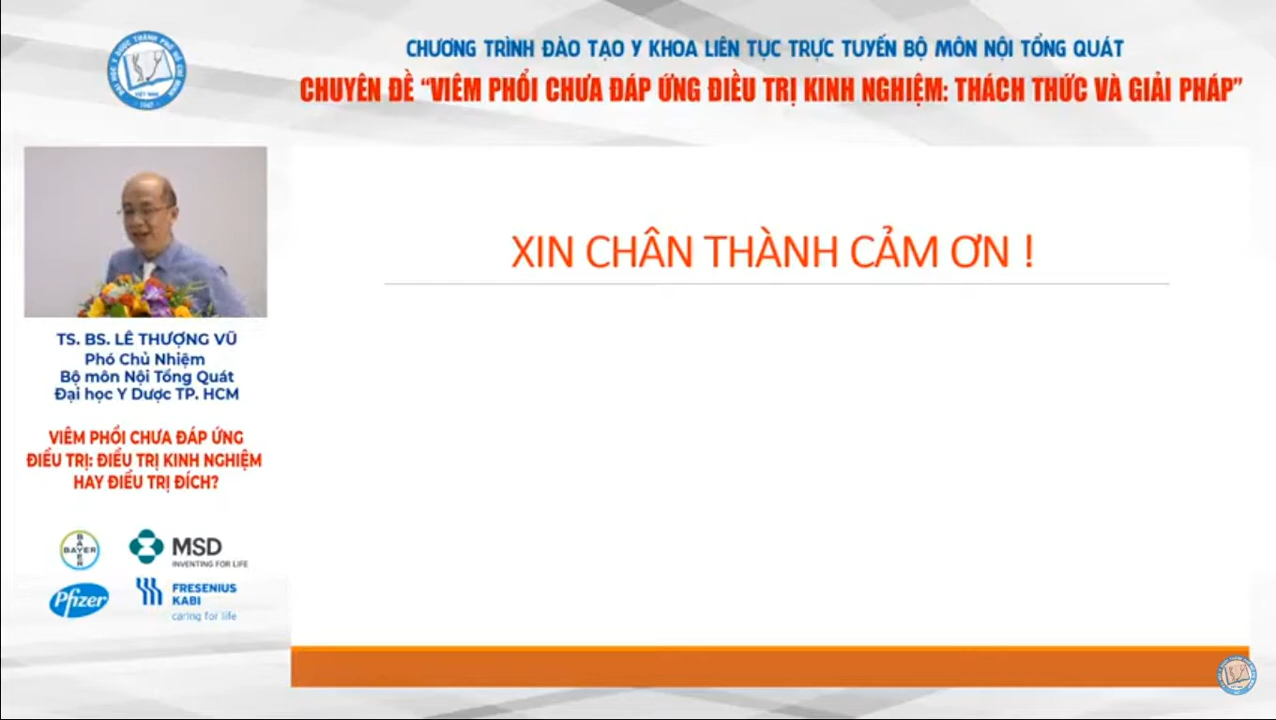 CHƯƠNG TRÌNH ĐÀO TẠO Y KHOA LIÊN TỤC TRỰC TUYẾN BỘ MÔN NỘI TỔNG QUÁT
CHUYÊN ĐỀ “VIÊM PHỔI CHƯA ĐÁP ỨNG ĐIỀU TRỊ KINH NGHIỆM: THÁCH THỨC VÀ GIẢI PHÁP”
XIN CHÂN THÀNH CẢM ƠN !
TS. BS. LÊ THƯỢNG VŨ
Phó Chủ Nhiệm
Bộ môn Nội Tổng Quát
Đại học Y Dược TP. HCM
VIÊM PHỔI CHƯA ĐÁP ỨNG
ĐIỀU TRỊ: ĐIỀU TRỊ KINH NGHIỆM
HAY ĐIỀU TRỊ ĐÍCH?
BAYER
MSD
INVENTING FOR LIFE
Pfizer
FRESENIUS
KABI
caring for life